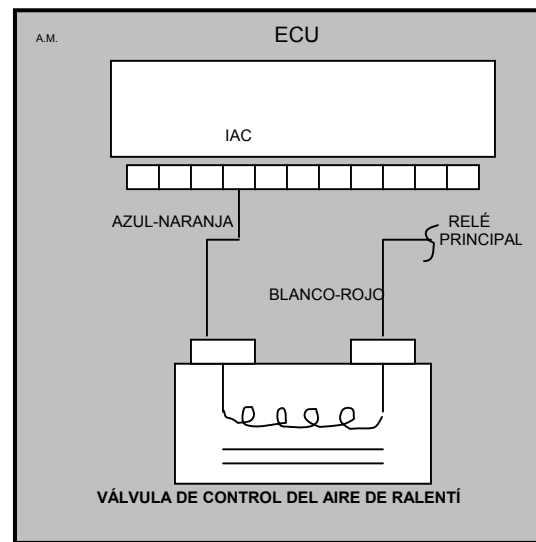 A.M.
ECU
IAC
AZUL-NARANJA
RELÉ
PRINCIPAL
BLANCO-ROJO
VÁLVULA DE CONTROL DEL AIRE DE RALENTÍ